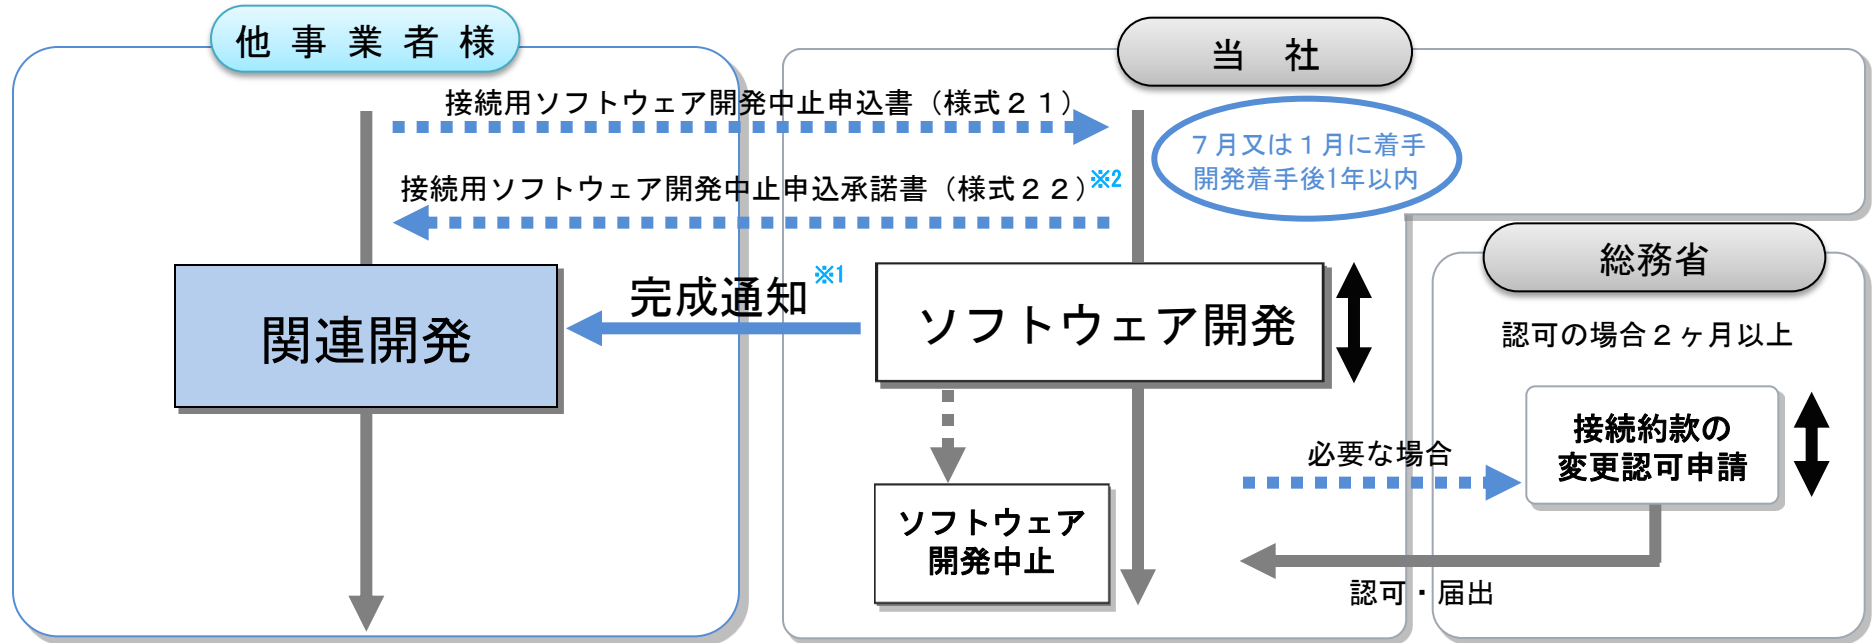 他事業者様
当　社
接続用ソフトウェア開発中止申込書（様式２１）
７月又は１月に着手
開発着手後1年以内
接続用ソフトウェア開発中止申込承諾書（様式２２）※2
総務省
完成通知※1
関連開発
ソフトウェア開発
認可の場合２ヶ月以上
接続約款の
変更認可申請
必要な場合
ソフトウェア
開発中止
認可・届出